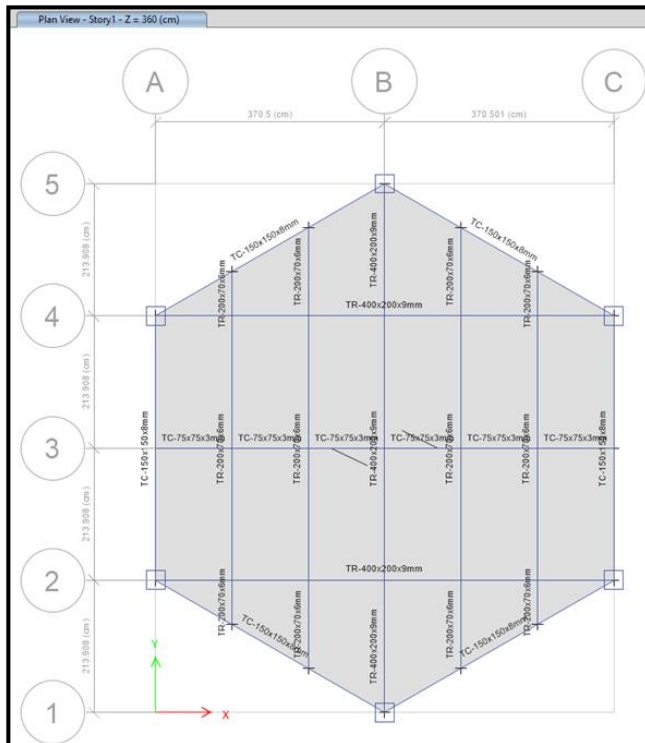 Plan View - Story1 - Z = 360 (cm)
A
B
C
370.5 (cm)
370.501 (cm)
5
4
3
2
1
213.908 (cm)
213.908 (cm)
213.908 (cm)
213.908 (cm)
TC-150x150x8mm
TC-150x150x8mm
TR-200x70x6mm
TR-200x70x6mm
TR-400x200x9mm
TR-200x70x6mm
TR-200x70x6mm
TR-400x200x9mm
TC-150x150x8mm
TC-75x75x3mm
TC-75x75x3mm
TC-75x75x3mm
TC-75x75x3mm
TC-75x75x3mm
TC-75x75x3mm
TR-200x70x6mm
TR-200x70x6mm
TR-400x200x9mm
TR-200x70x6mm
TR-200x70x6mm
TC-150x150x8mm
TR-400x200x9mm
TR-200x70x6mm
TR-200x70x6mm
TR-400x200x9mm
TR-200x70x6mm
TR-200x70x6mm
TC-150x150x8mm
TC-150x150x8mm
Y
X